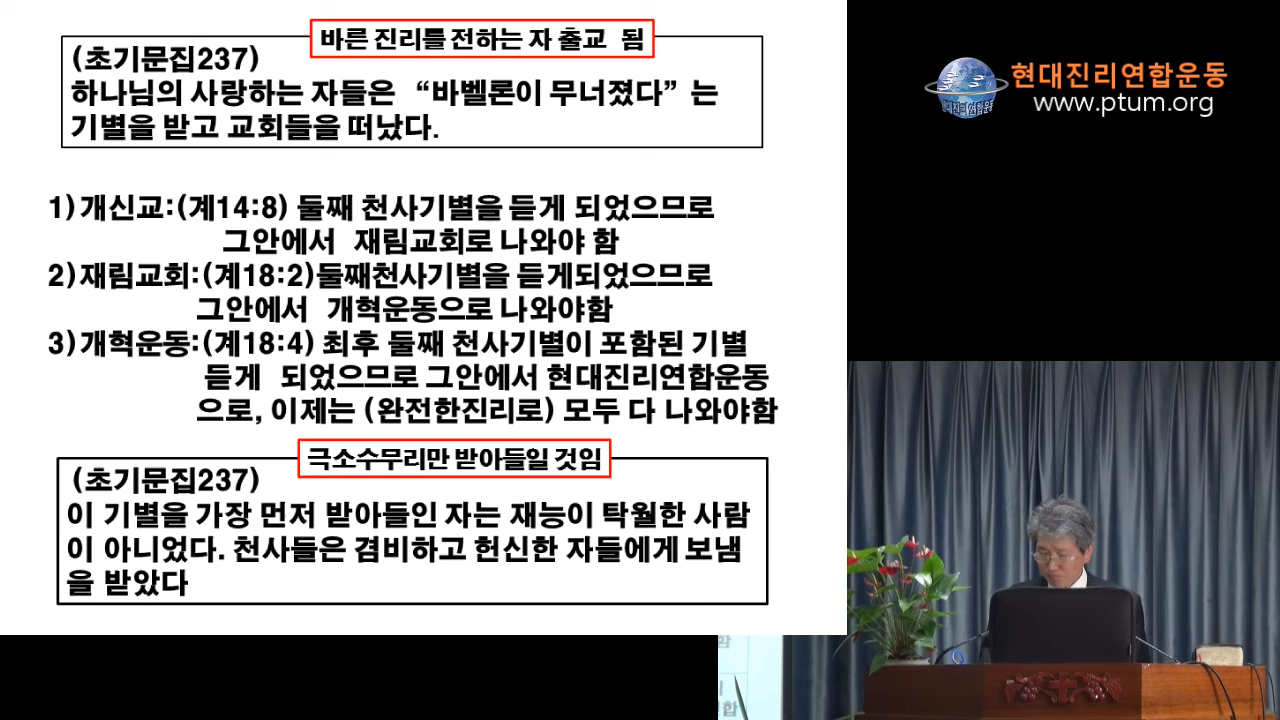 바른 진리를 전하는 자 출교 됨
(초기문집237)
하나님의 사랑하는 자들은 “바벨론이 무너졌다” 는
기별을 받고 교회들을 떠났다.
1)개신교:(계14:8) 둘째 천사기별을 듣게 되었으므로
그안에서 재림교회로 나와야 함
2)재림교회:(계18:2)둘째천사기별을 듣게되었으므로
그안에서 개혁운동으로 나와야함
3)개혁운동:(계18:4) 최후 둘째 천사기별이 포함된 기별
듣게 되었으므로 그안에서 현대진리연합운동
으로, 이제는 (완전한진리로) 모두 다 나와야함
극소수무리만 받아들일 것임
(초기문집237)
이 기별을 가장 먼저 받아들인 자는 재능이 탁월한 사람
이 아니었다. 천사들은 겸비하고 헌신한 자들에게 보냄
을 받았다
현대진리연합운동
www.ptum.org
현대진리연합운동
함
합